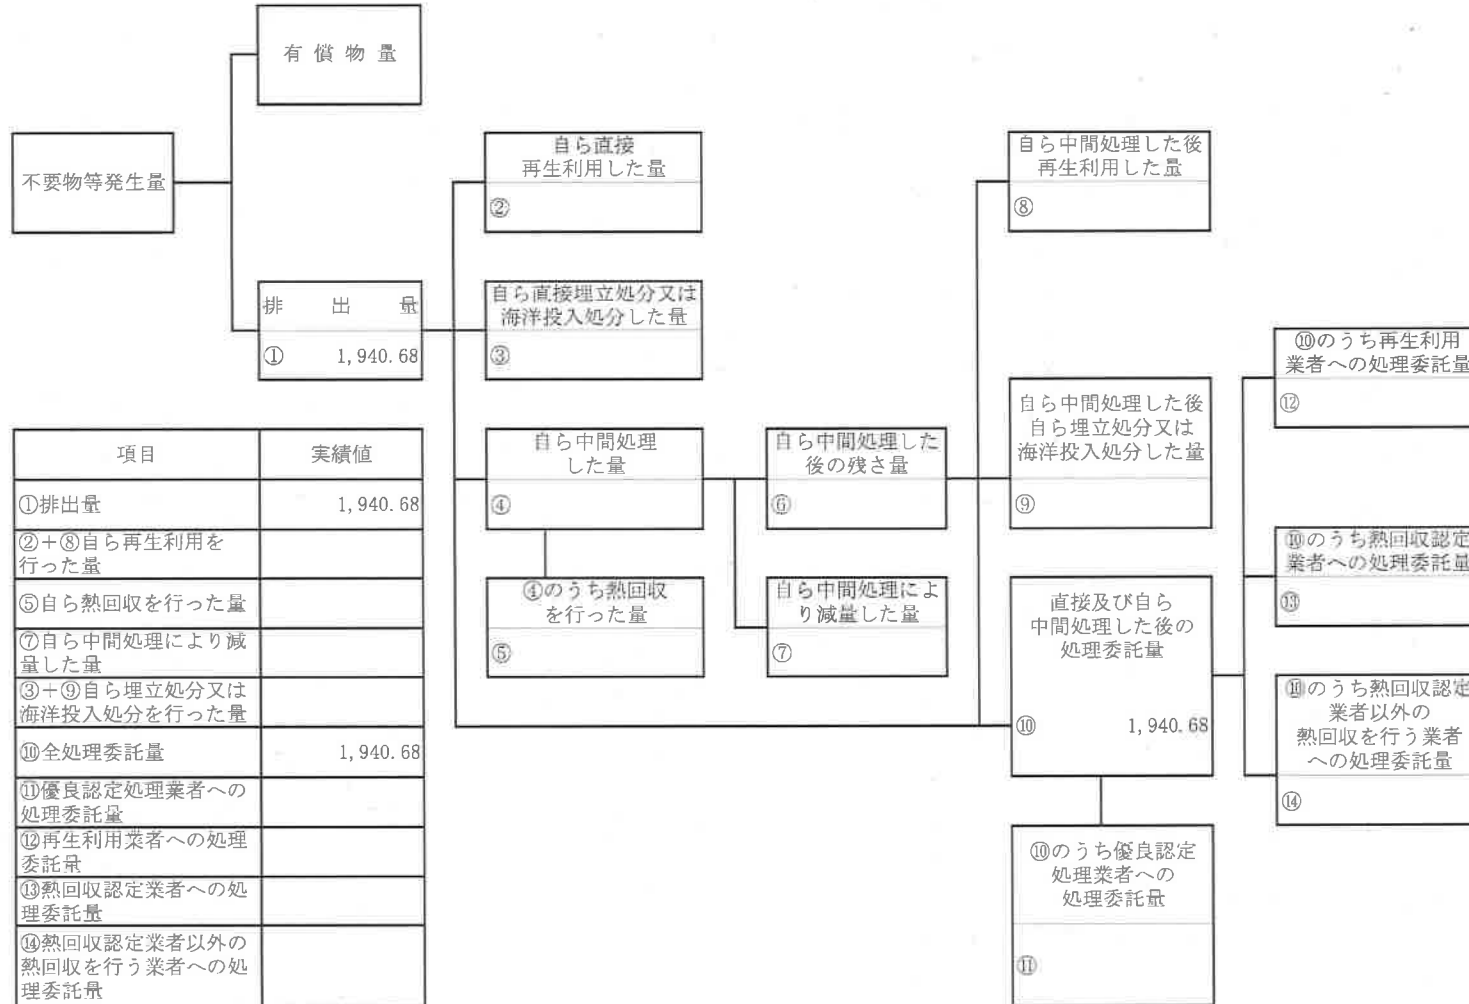 有 償 物 量
不要物等発生量
自ら直接
再生利用した量
②
自ら中間処理した後
再生利用した量
⑧
排 出 量
① 1,940.68
自ら直接埋立処分又は
海洋投入処分した量
③
⑩のうち再生利用
業者への処理委託量
⑫
自ら中間処理した後
自ら埋立処分又は
海洋投入処分した量
⑨
自ら中間処理
した量
④
自ら中間処理した
後の残さ量
⑥
⑩のうち熱回収認定
業者への処理委託量
⑬
④のうち熱回収
を行った量
⑤
自ら中間処理によ
り減量した量
⑦
直接及び自ら
中間処理した後の
処理委託量
⑩ 1,940.68
⑩のうち熱回収認定
業者以外の
熱回収を行う業者
への処理委託量
⑭
⑩のうち優良認定
処理業者への
処理委託量
⑪
項目 実績値
①排出量 1,940.68
②＋⑧自ら再生利用を
行った量
⑤自ら熱回収を行った量
⑦自ら中間処理により減
量した量
③＋⑨自ら埋立処分又は
海洋投入処分を行った量
⑩全処理委託量 1,940.68
⑪優良認定処理業者への
処理委託量
⑫再生利用業者への処理
委託量
⑬熱回収認定業者への処
理委託量
⑭熱回収認定業者以外の
熱回収を行う業者への処
理委託量